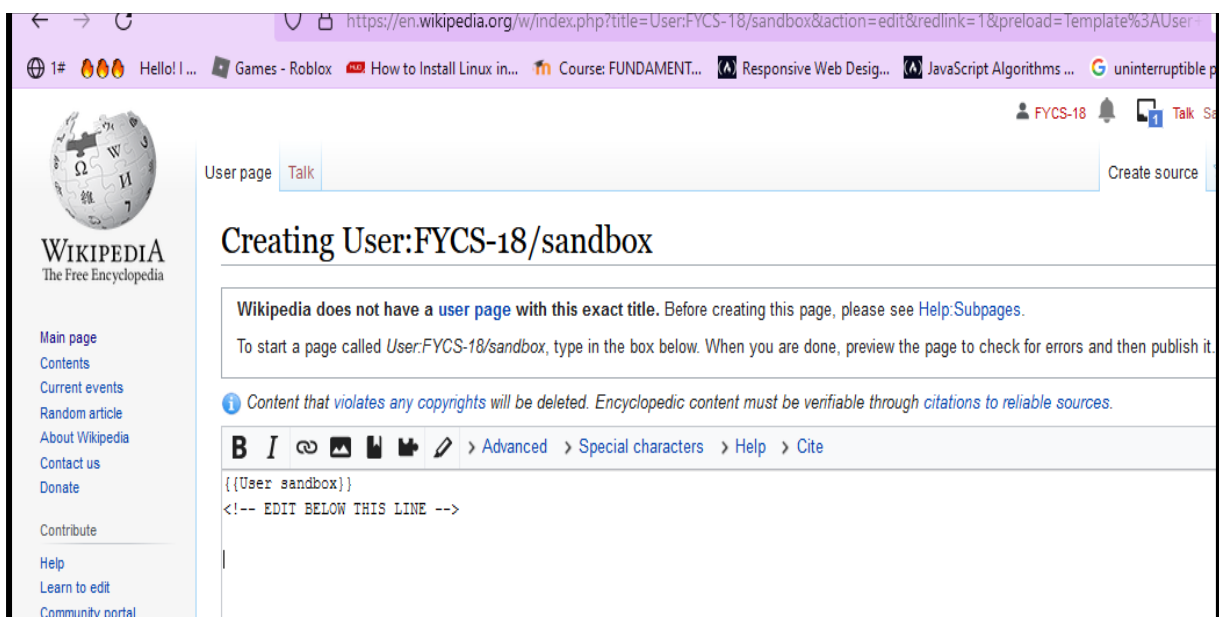 https://en.wikipedia.org/w/index.php?title=User:FYCS-18/sandbox&action=edit&redlink=1&preload=Template%3AUser+
1# Hello! I ... Games - Roblox How to Install Linux in... Course: FUNDAMENT... Responsive Web Desig... JavaScript Algorithms ... uninterruptible p
FYCS-18 1 Talk Sa
User page Talk Create source
WIKIPEDIA
The Free Encyclopedia
Creating User:FYCS-18/sandbox
Wikipedia does not have a user page with this exact title. Before creating this page, please see Help:Subpages.
To start a page called User:FYCS-18/sandbox, type in the box below. When you are done, preview the page to check for errors and then publish it.
Main page
Contents
Current events
Random article
About Wikipedia
Contact us
Donate
Contribute
Help
Learn to edit
Community portal
Content that violates any copyrights will be deleted. Encyclopedic content must be verifiable through citations to reliable sources.
B I > Advanced > Special characters > Help > Cite
{{User sandbox}}
<!-- EDIT BELOW THIS LINE -->